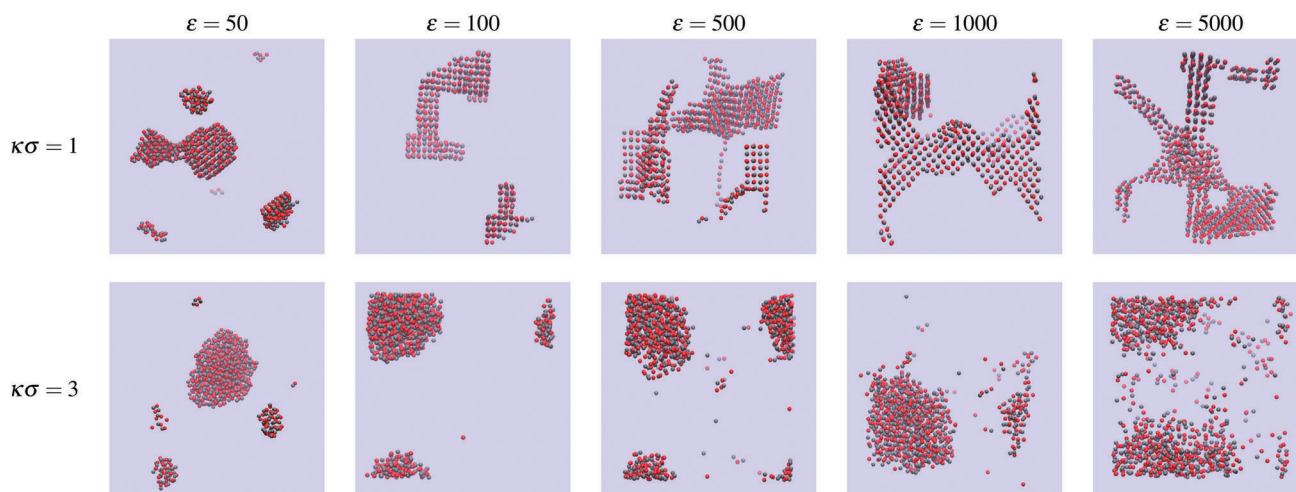 ε = 50 ε = 100 ε = 500 ε = 1000 ε = 5000
κσ = 1
κσ = 3